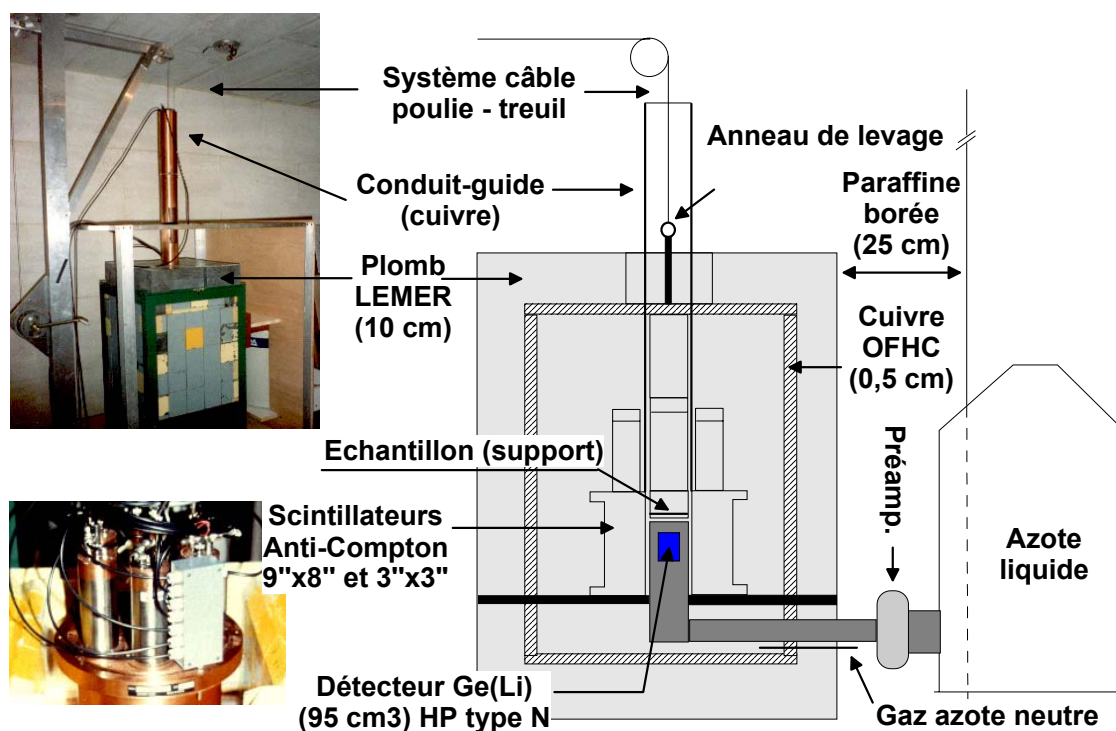 Système câble
poulie - treuil
Anneau de levage
Conduit-guide
(cuivre)
Paraffine
borée
(25 cm)
Plomb
LEMER
(10 cm)
Cuivre
OFHC
(0,5 cm)
Echantillon (support)
Préamp.
Scintillateurs
Anti-Compton
9"x8" et 3"x3"
Azote
liquide
Détecteur Ge(Li)
(95 cm3) HP type N
Gaz azote neutre